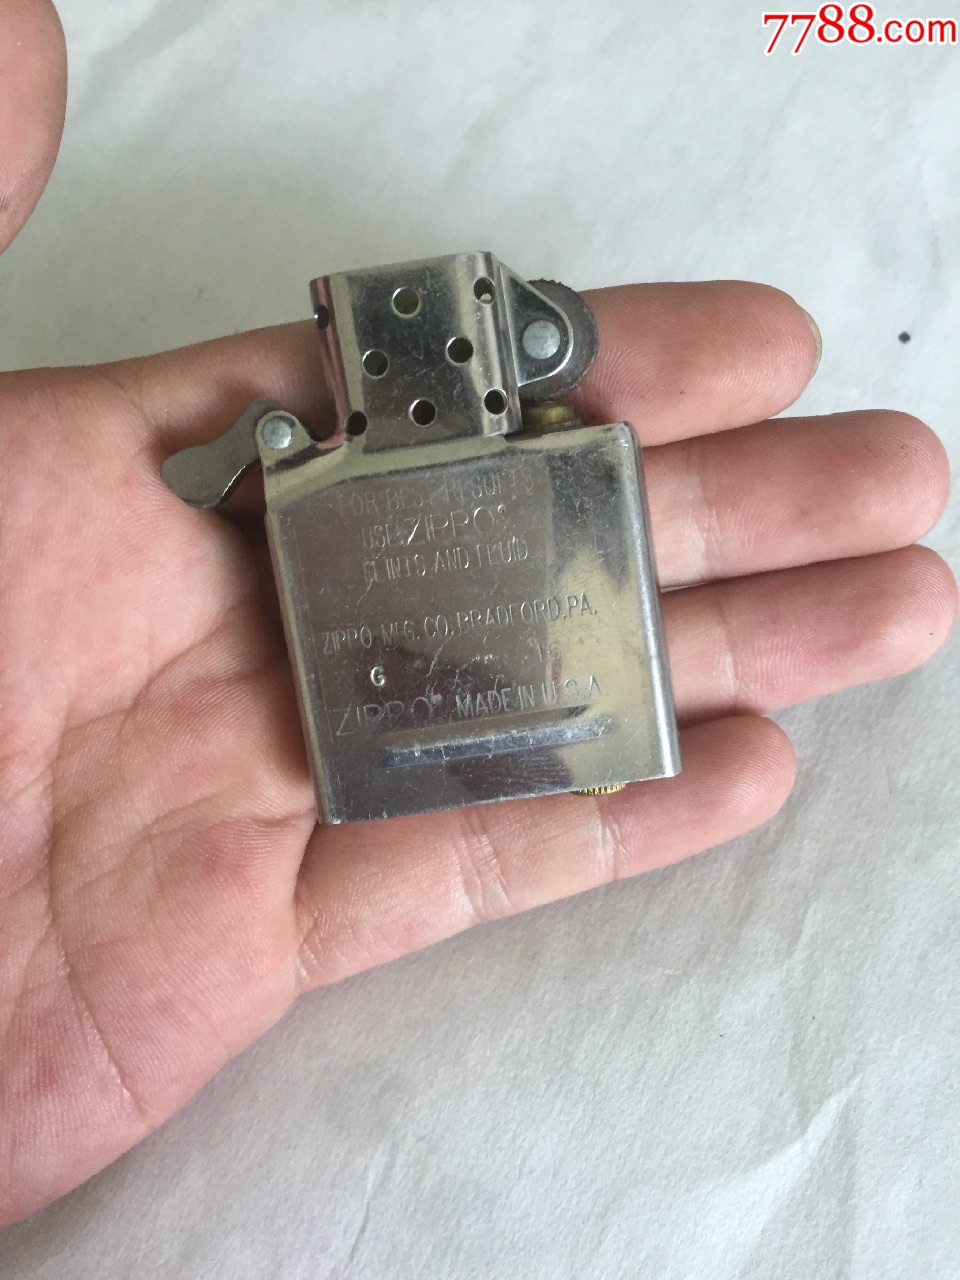 7788.com
FOR BEST RESULTS
USE ZIPPO®
FLINTS AND FLUID
ZIPPO MFG. CO. BRADFORD, PA.
G 16
ZIPPO® MADE IN U.S.A